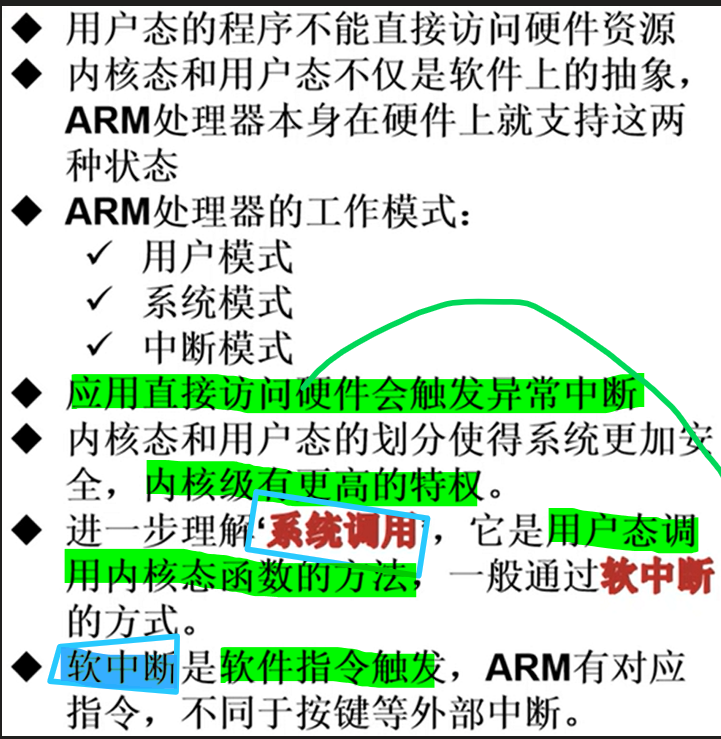 ◆ 用户态的程序不能直接访问硬件资源
◆ 内核态和用户态不仅是软件上的抽象，
ARM处理器本身在硬件上就支持这两
种状态
◆ ARM处理器的工作模式：
✓ 用户模式
✓ 系统模式
✓ 中断模式
◆ 应用直接访问硬件会触发异常中断
◆ 内核态和用户态的划分使得系统更加安
全，内核级有更高的特权。
◆ 进一步理解‘系统调用’，它是用户态调
用内核态函数的方法，一般通过软中断
的方式。
◆ 软中断是软件指令触发，ARM有对应
指令，不同于按键等外部中断。